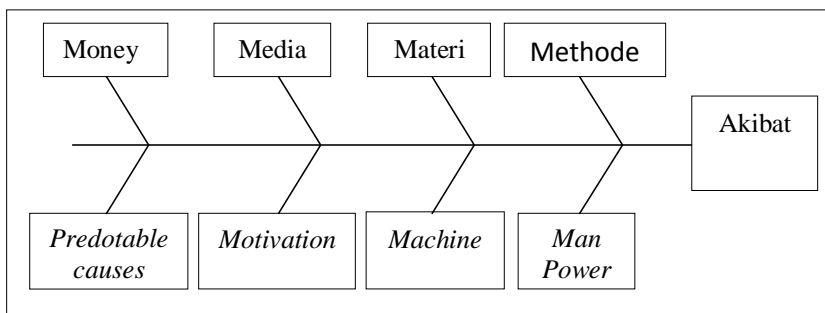 Money
Media
Materi
Methode
Akibat
Predotable
causes
Motivation
Machine
Man
Power